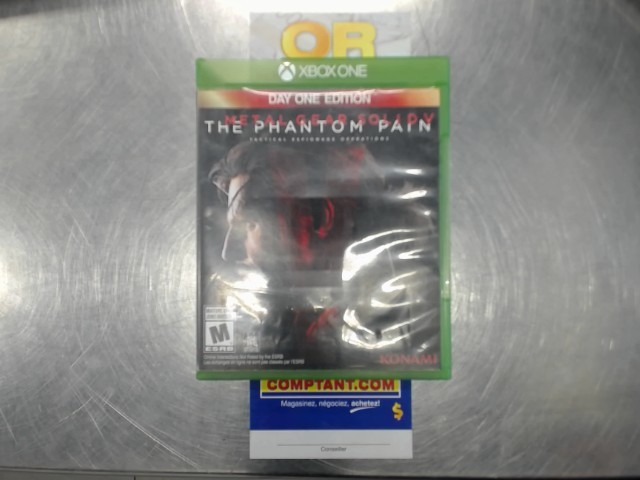 OR
XBOX ONE
DAY ONE EDITION
METAL GEAR SOLID V
THE PHANTOM PAIN
TACTICAL ESPIONAGE OPERATIONS
M
ESRB
KONAMI
COMPTANT.COM
Magasinez, négociez, achetez!
$
Conseiller